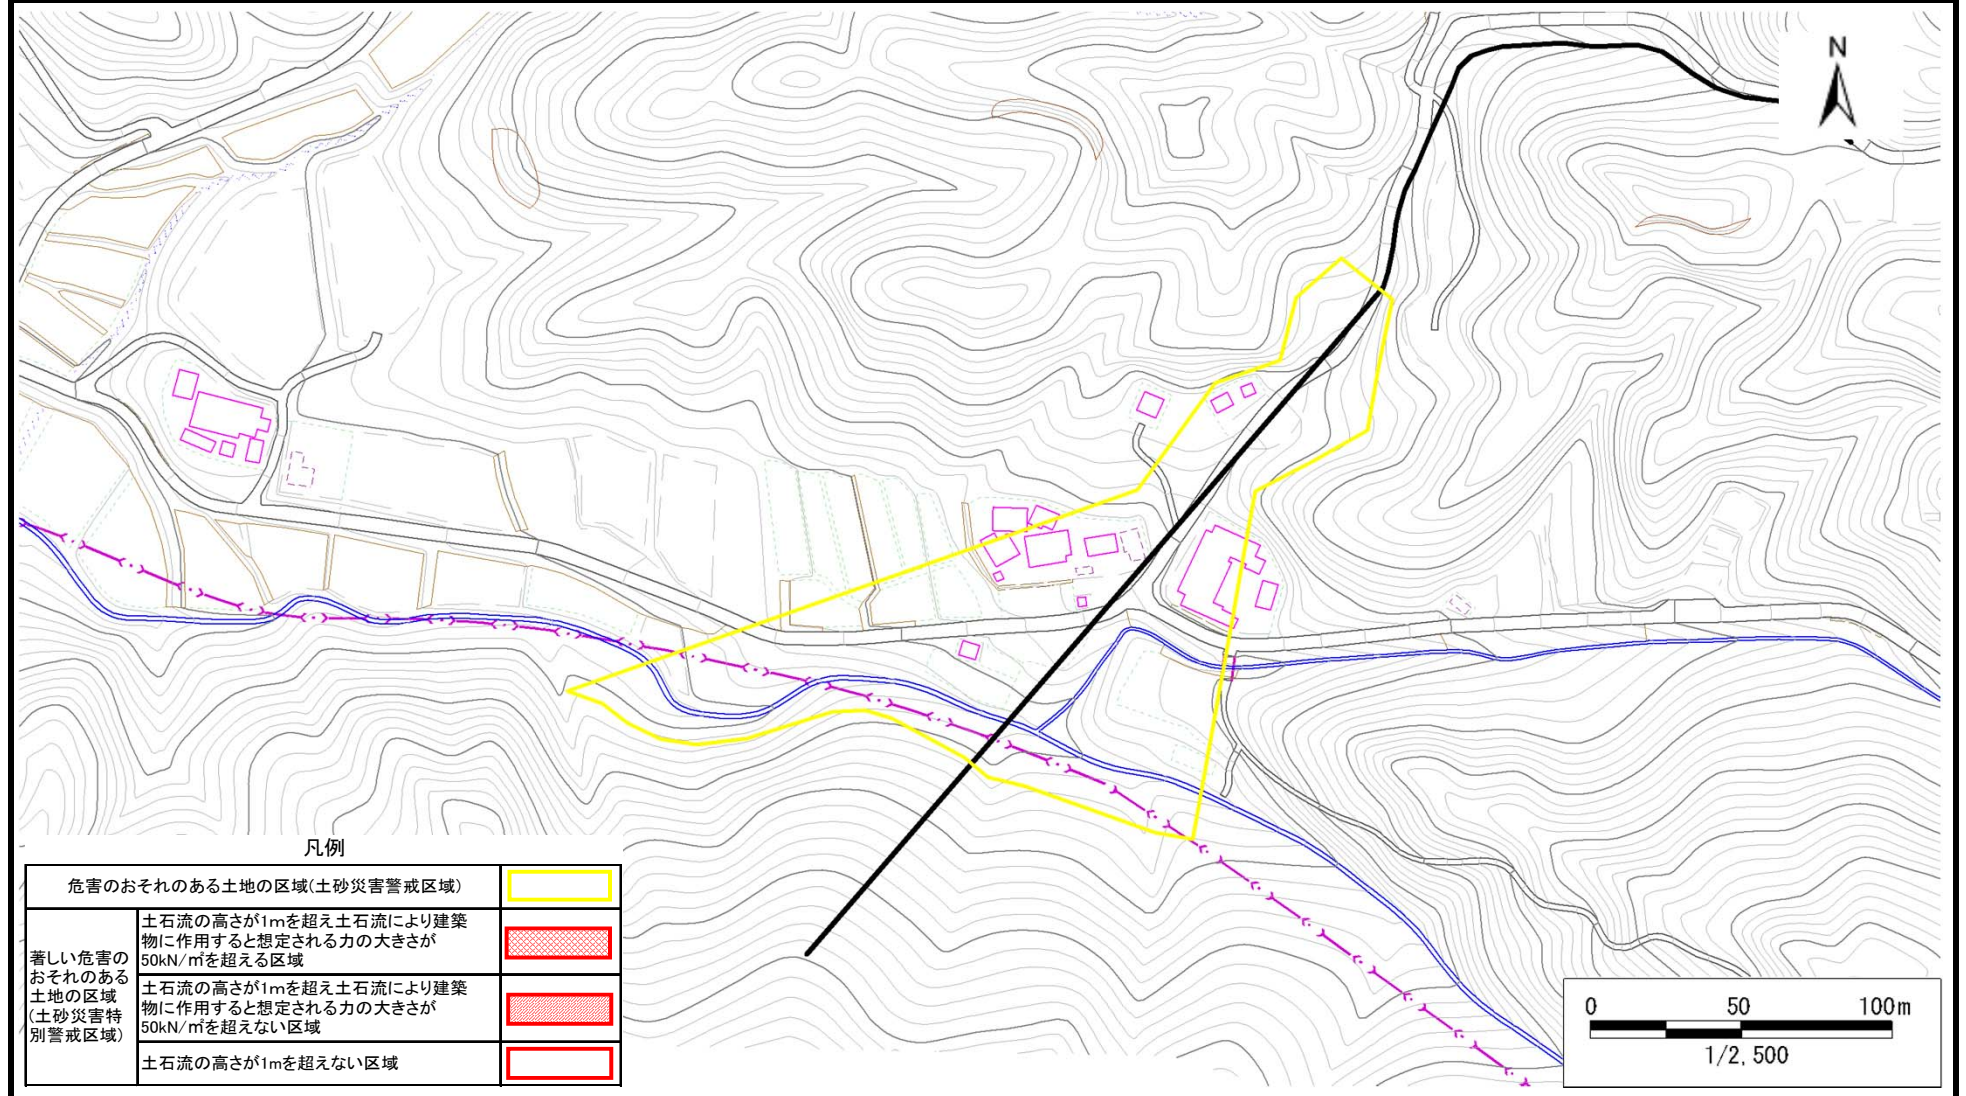 N
凡例
危害のおそれのある土地の区域(土砂災害警戒区域)
著しい危害の
おそれのある
土地の区域
(土砂災害特
別警戒区域)
土石流の高さが1mを超え土石流により建築
物に作用すると想定される力の大きさが
50kN/㎡を超える区域
土石流の高さが1mを超え土石流により建築
物に作用すると想定される力の大きさが
50kN/㎡を超えない区域
土石流の高さが1mを超えない区域
0 50 100m
1/2,500